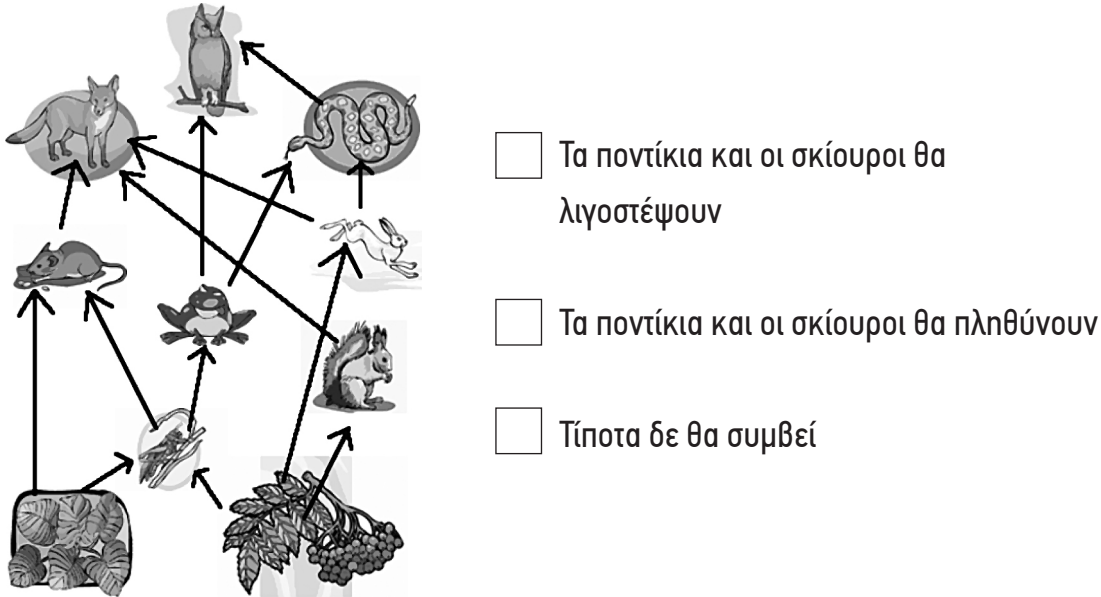 Τα ποντίκια και οι σκίουροι θα
λιγοστέψουν
Τα ποντίκια και οι σκίουροι θα πληθύνουν
Τίποτα δε θα συμβεί